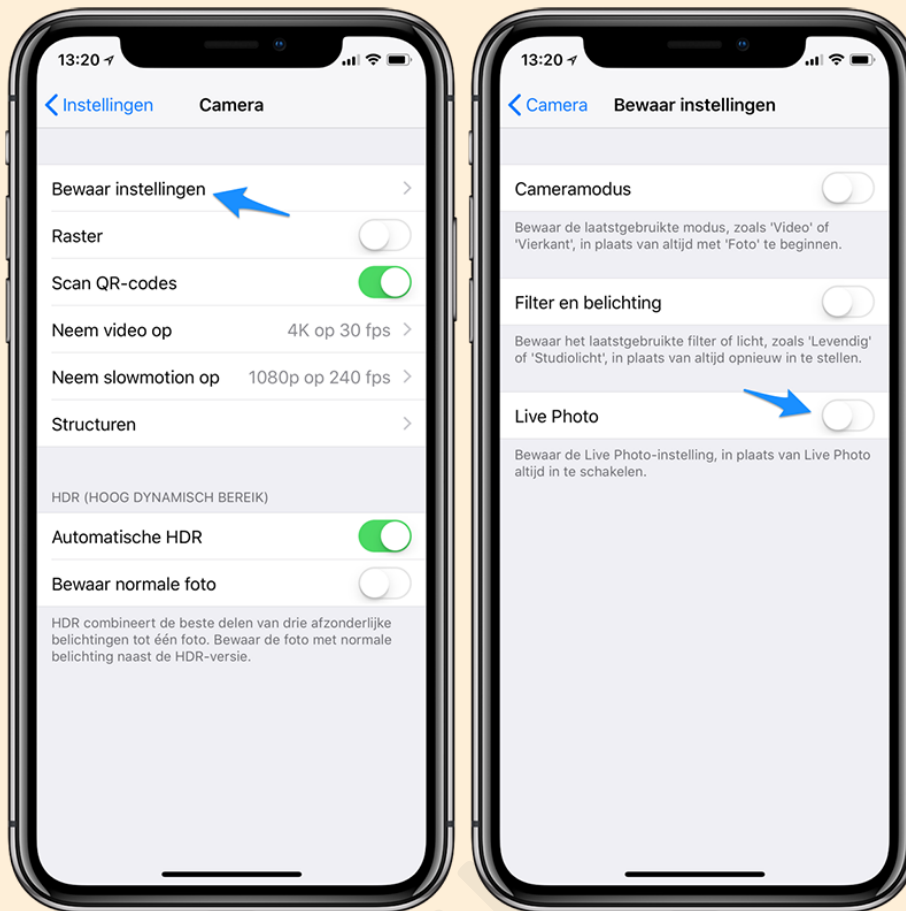 13:20
Instellingen
Camera
Bewaar instellingen
Raster
Scan QR-codes
Neem video op 4K op 30 fps
Neem slowmotion op 1080p op 240 fps
Structuren
HDR (HOOG DYNAMISCH BEREIK)
Automatische HDR
Bewaar normale foto
HDR combineert de beste delen van drie afzonderlijke
belichtingen tot één foto. Bewaar de foto met normale
belichting naast de HDR-versie.
13:20
Camera
Bewaar instellingen
Cameramodus
Bewaar de laatstgebruikte modus, zoals 'Video' of
'Vierkant', in plaats van altijd met 'Foto' te beginnen.
Filter en belichting
Bewaar het laatstgebruikte filter of licht, zoals 'Levendig'
of 'Studiolicht', in plaats van altijd opnieuw in te stellen.
Live Photo
Bewaar de Live Photo-instelling, in plaats van Live Photo
altijd in te schakelen.